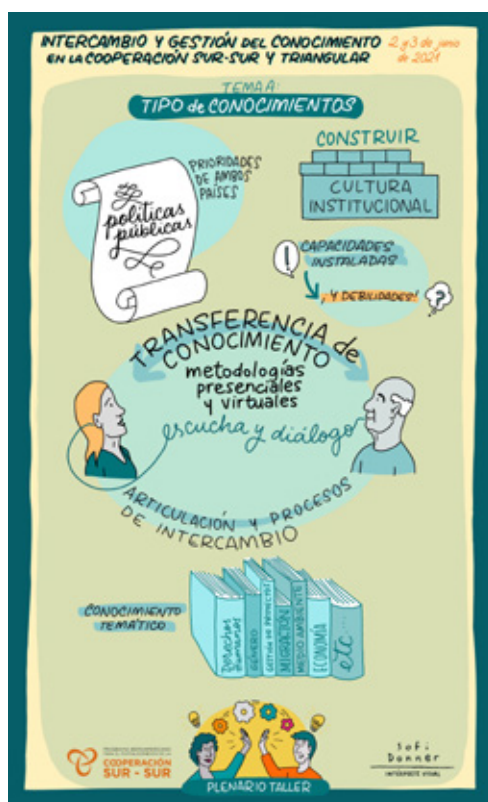 INTERCAMBIO Y GESTIÓN DEL CONOCIMIENTO
EN LA COOPERACIÓN SUR-SUR Y TRIANGULAR
2 y 3 de junio
de 2021
TEMA A:
TIPO de CONOCIMIENTOS
políticas
públicas
PRIORIDADES
DE AMBOS
PAÍSES
CONSTRUIR
CULTURA
INSTITUCIONAL
!
CAPACIDADES
INSTALADAS
¡Y DEBILIDADES!
?
TRANSFERENCIA de
CONOCIMIENTO
metodologías
presenciales
y virtuales
escucha y diálogo
ARTICULACIÓN Y PROCESOS
DE INTERCAMBIO
CONOCIMIENTO
TEMÁTICO
Derechos
Humanos
GÉNERO
GESTIÓN DE PROYECTOS
MIGRACIÓN
MEDIO AMBIENTE
ECONOMÍA
etc...
COOPERACIÓN
SUR - SUR
PLENARIO TALLER
Sofi
Donner
INTÉRPRETE VISUAL